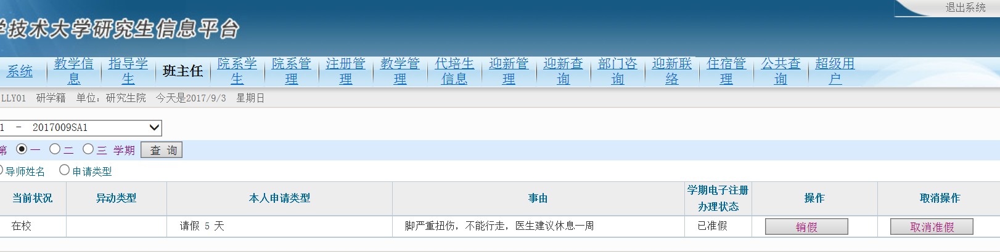 退出系统
学技术大学研究生信息平台
系统 教学信息 指导学生 班主任 院系学生 院系管理 注册管理 教学管理 代培生信息 迎新管理 迎新查询 部门咨询 迎新联络 住宿管理 公共查询 超级用户
LLY01 研学籍 单位：研究生院 今天是2017/9/3 星期日
1 - 2017009SA1
第 一 二 三 学期 查 询
导师姓名 申请类型
当前状况 异动类型 本人申请类型 事由 学期电子注册办理状态 操作 取消操作
在校 请假 5 天 脚严重扭伤，不能行走，医生建议休息一周 已准假 销假 取消准假